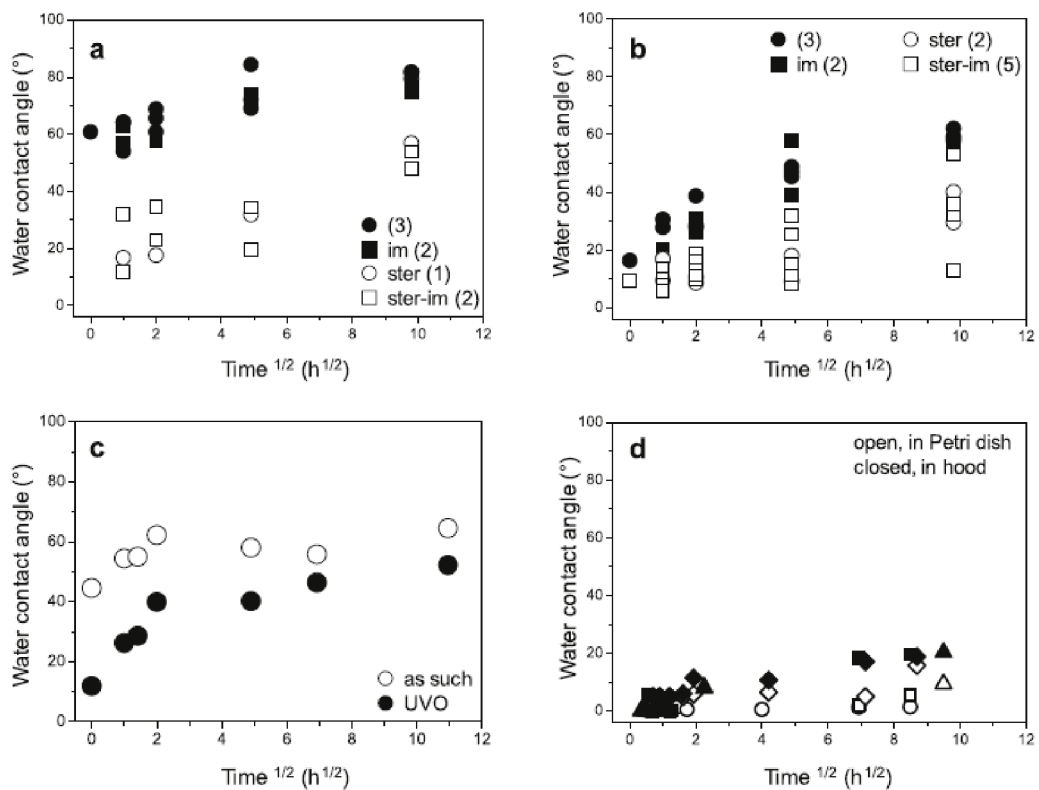 100
80
60
40
20
0
Water contact angle (°)
a
(3)
im (2)
ster (1)
ster-im (2)
0 2 4 6 8 10 12
Time 1/2 (h1/2)
100
80
60
40
20
0
Water contact angle (°)
b
(3) ster (2)
im (2) ster-im (5)
0 2 4 6 8 10 12
Time 1/2 (h1/2)
100
80
60
40
20
0
Water contact angle (°)
c
as such
UVO
0 2 4 6 8 10 12
Time 1/2 (h1/2)
100
80
60
40
20
0
Water contact angle (°)
d
open, in Petri dish
closed, in hood
0 2 4 6 8 10 12
Time 1/2 (h1/2)